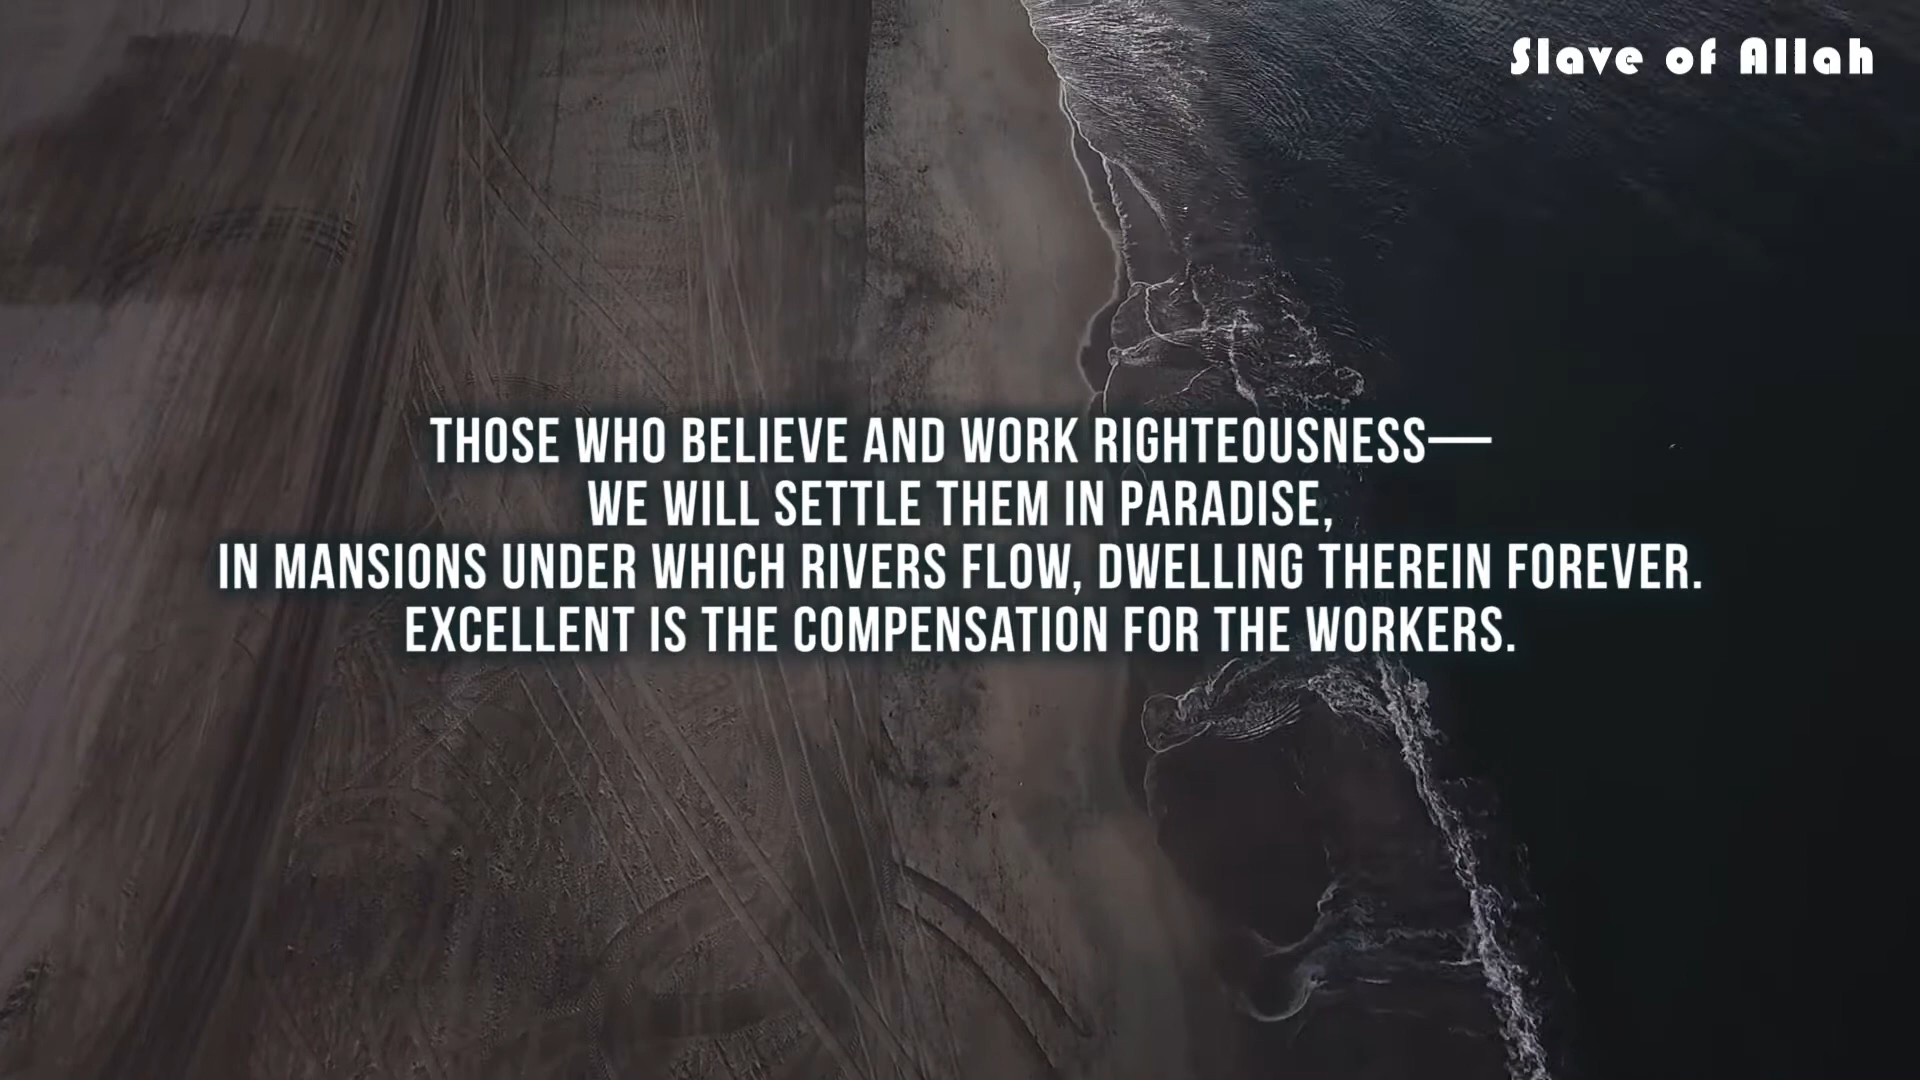 Slave of Allah
THOSE WHO BELIEVE AND WORK RIGHTEOUSNESS—
WE WILL SETTLE THEM IN PARADISE,
IN MANSIONS UNDER WHICH RIVERS FLOW, DWELLING THEREIN FOREVER.
EXCELLENT IS THE COMPENSATION FOR THE WORKERS.